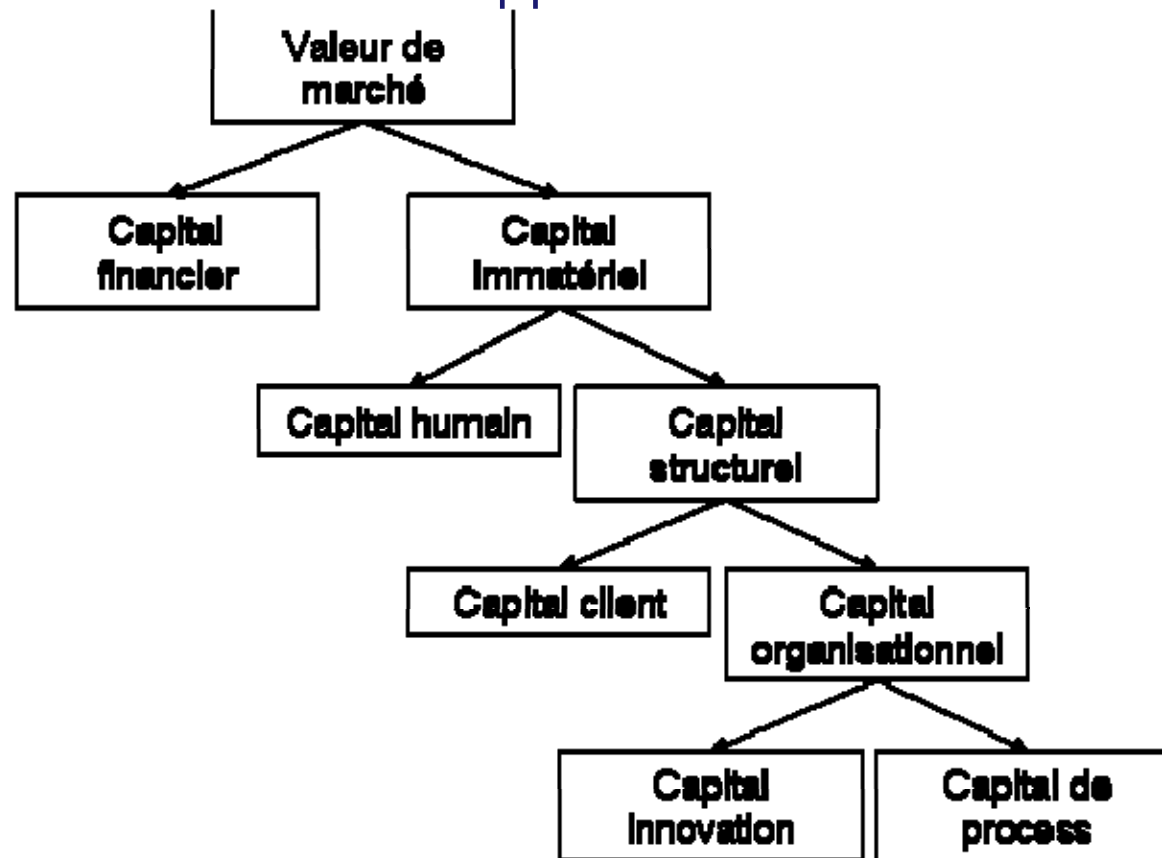 Valeur de
marché
Capital
financier
Capital
immatériel
Capital humain
Capital
structurel
Capital client
Capital
organisationnel
Capital
innovation
Capital de
process